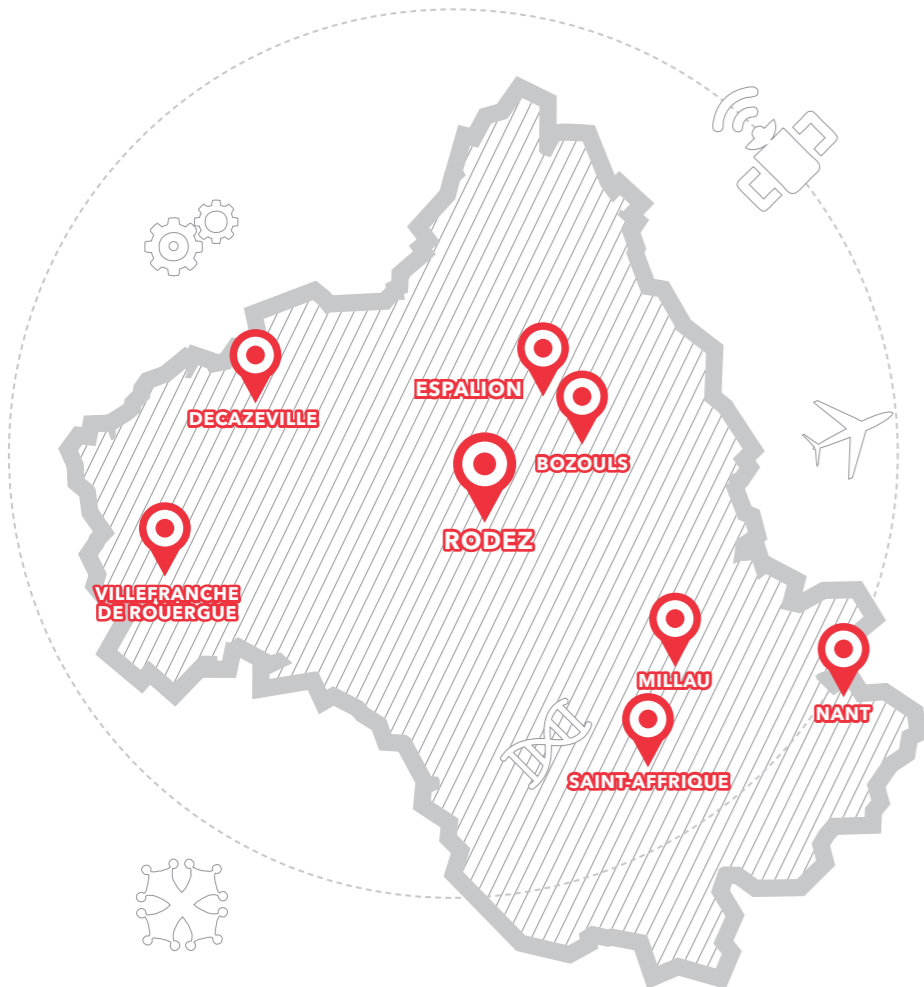 ESPALION
DECAZEVILLE
BOZOULS
RODEZ
VILLEFRANCHE
DE ROUERGUE
MILLAU
NANT
SAINT-AFFRIQUE